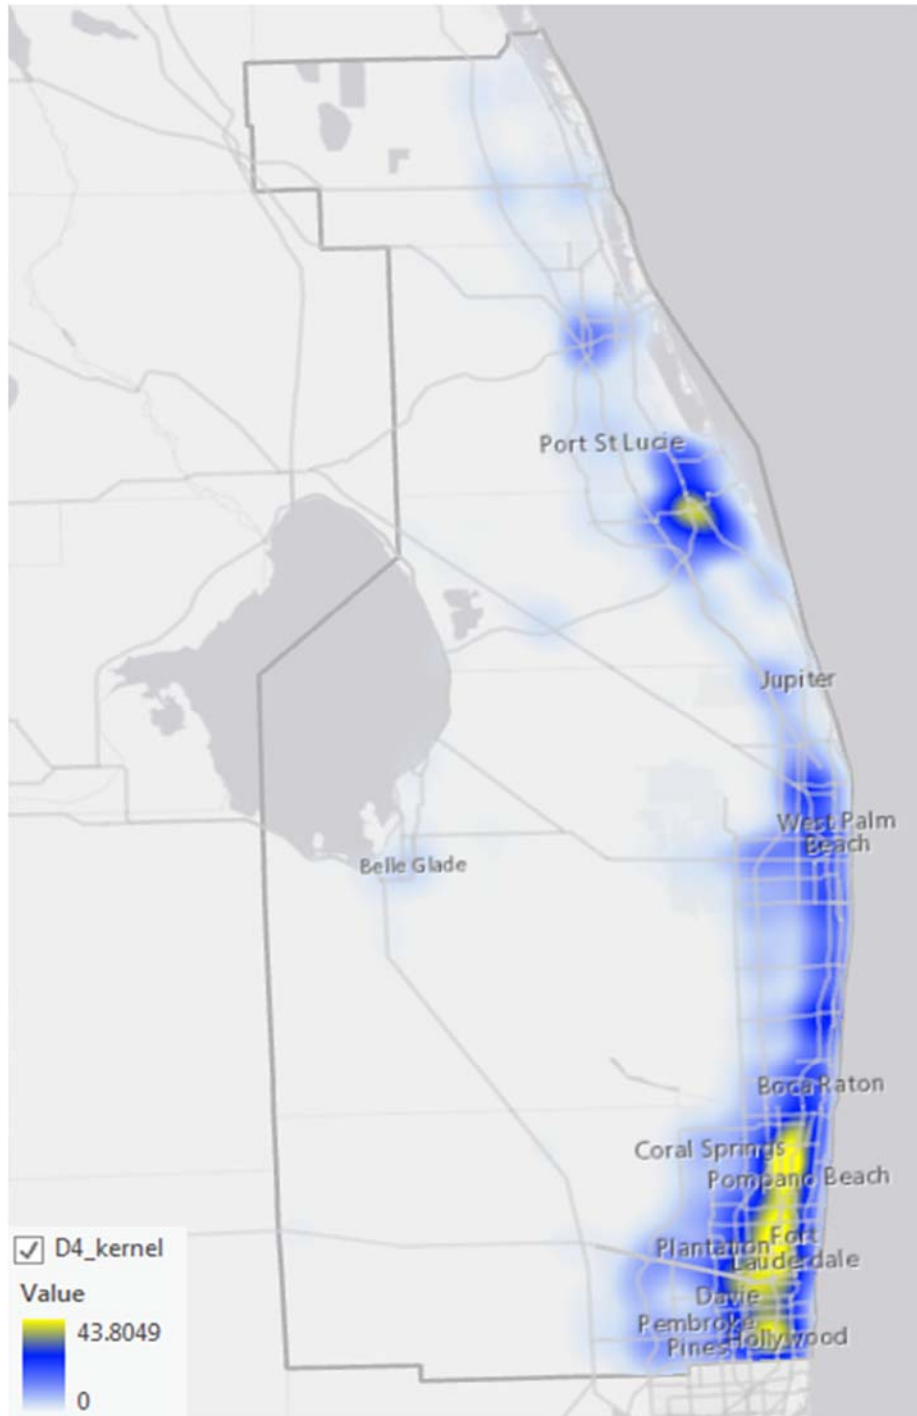 Port St Lucie
Jupiter
West Palm
Beach
Belle Glade
Boca Raton
Coral Springs
Pompano Beach
Fort
Plantation
Lauderdale
Davie
Pembroke
Pines
Hollywood
D4_kernel
Value
43.8049
0